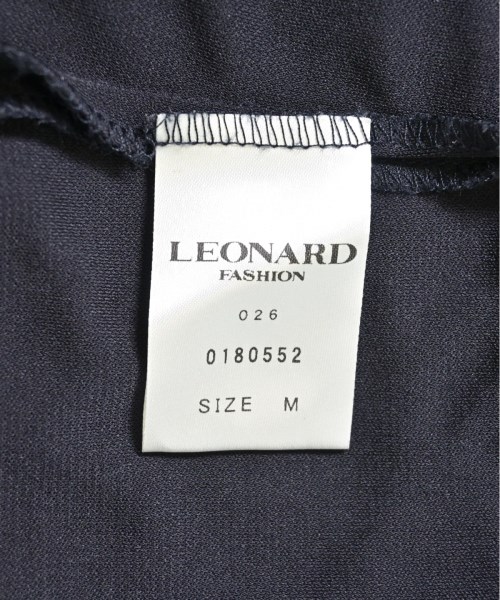 LEONARD
FASHION
026
0180552
SIZE M